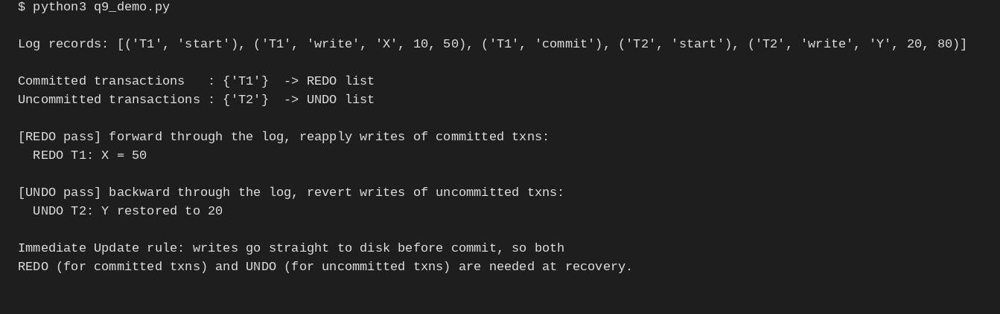 $ python3 q9_demo.py
Log records: [('T1', 'start'), ('T1', 'write', 'X', 10, 50), ('T1', 'commit'), ('T2', 'start'), ('T2', 'write', 'Y', 20, 80)]
Committed transactions   : {'T1'}  -> REDO list
Uncommitted transactions : {'T2'}  -> UNDO list
[REDO pass] forward through the log, reapply writes of committed txns:
  REDO T1: X = 50
[UNDO pass] backward through the log, revert writes of uncommitted txns:
  UNDO T2: Y restored to 20
Immediate Update rule: writes go straight to disk before commit, so both
REDO (for committed txns) and UNDO (for uncommitted txns) are needed at recovery.